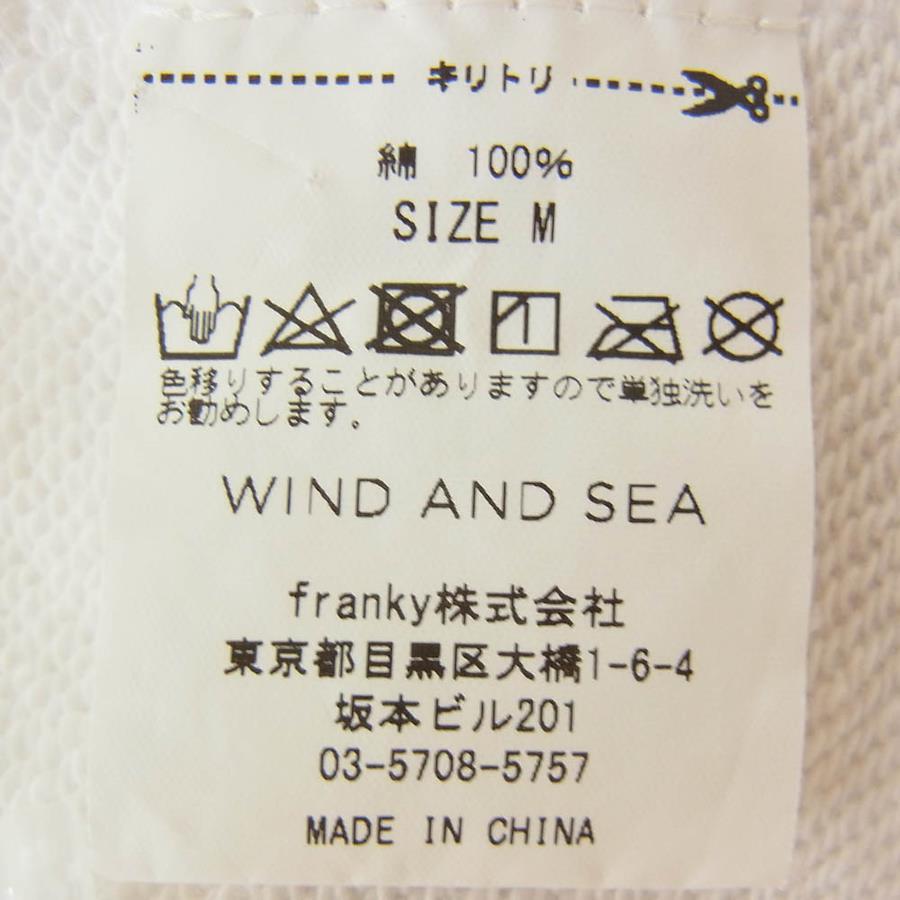 キリトリ
綿 100%
SIZE M
色移りすることがありますので単独洗いを
お勧めします。
WIND AND SEA
franky株式会社
東京都目黒区大橋1-6-4
坂本ビル201
03-5708-5757
MADE IN CHINA